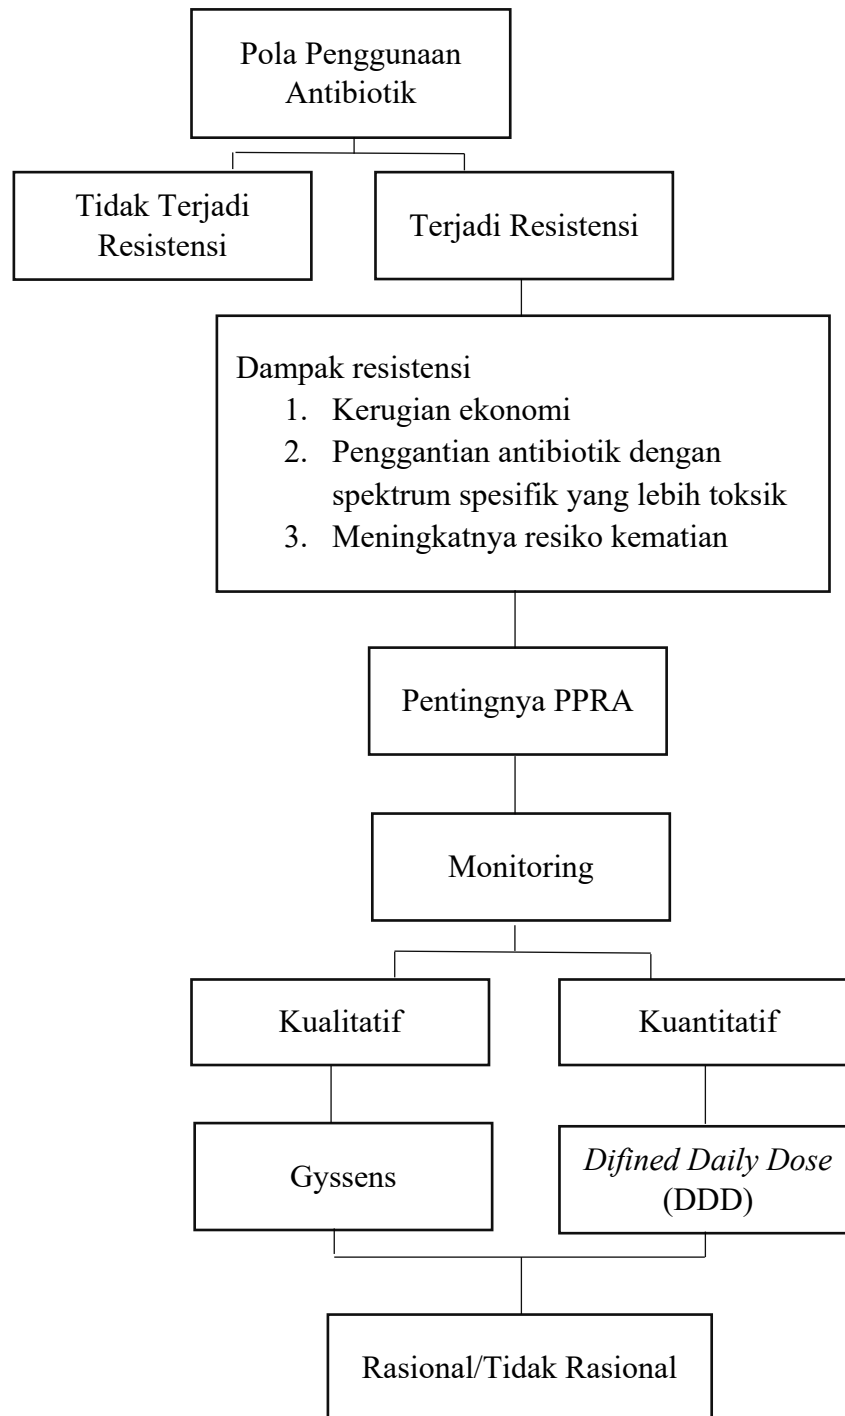 Pola Penggunaan
Antibiotik
Tidak Terjadi
Resistensi
Terjadi Resistensi
Dampak resistensi
1. Kerugian ekonomi
2. Penggantian antibiotik dengan
spektrum spesifik yang lebih toksik
3. Meningkatnya resiko kematian
Pentingnya PPRA
Monitoring
Kualitatif
Kuantitatif
Gyssens
Difined Daily Dose
(DDD)
Rasional/Tidak Rasional